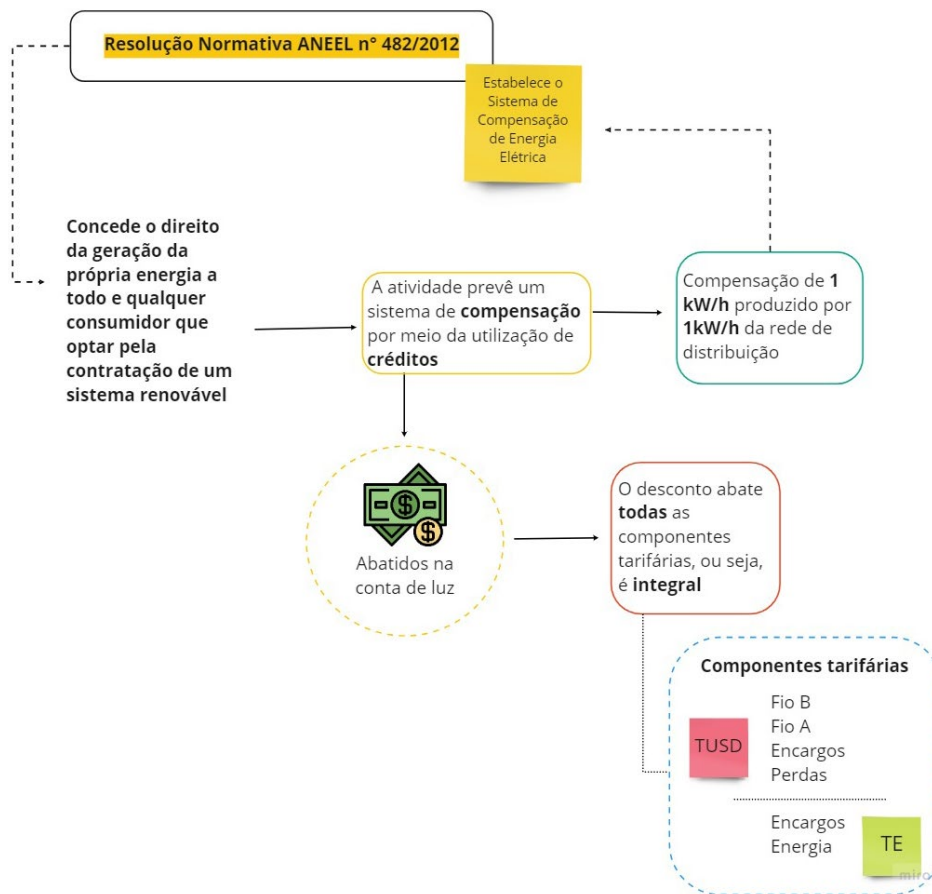 Resolução Normativa ANEEL n° 482/2012
Estabelece o
Sistema de
Compensação
de Energia
Elétrica
Concede o direito
da geração da
própria energia a
todo e qualquer
consumidor que
optar pela
contratação de um
sistema renovável
A atividade prevê um
sistema de compensação
por meio da utilização de
créditos
Compensação de 1
kW/h produzido por
1kW/h da rede de
distribuição
Abatidos na
conta de luz
O desconto abate
todas as
componentes
tarifárias, ou seja,
é integral
Componentes tarifárias
TUSD
Fio B
Fio A
Encargos
Perdas
Encargos
Energia
TE
miro